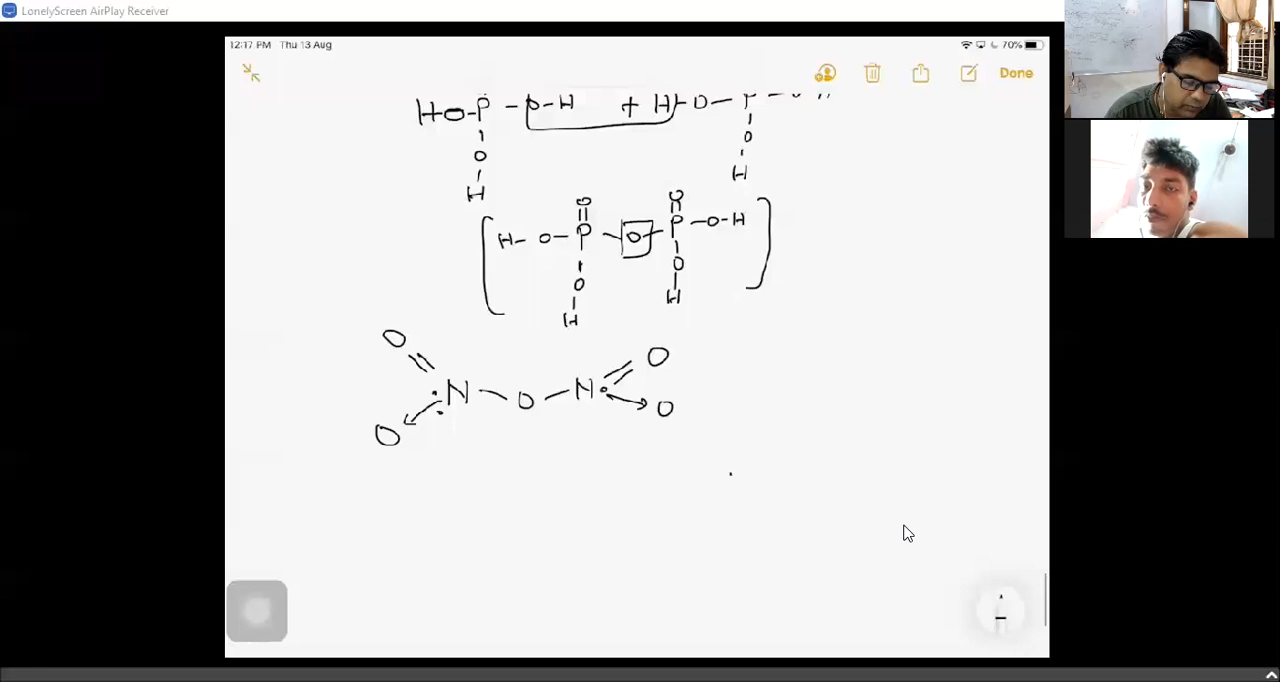 LonelyScreen AirPlay Receiver
12:17 PM Thu 13 Aug
70%
Done
HO-P-O-H + H-O-P-O-H
O O
H H
O O
H-O-P-O-P-O-H
O O
H H
O O
N-O-N
O O